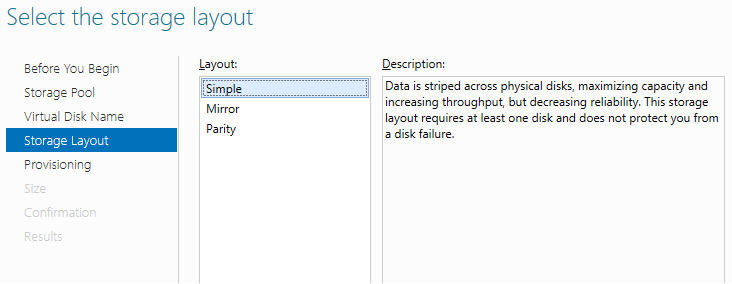 Select the storage layout
Before You Begin
Storage Pool
Virtual Disk Name
Storage Layout
Provisioning
Size
Confirmation
Results
Layout:
Simple
Mirror
Parity
Description:
Data is striped across physical disks, maximizing capacity and
increasing throughput, but decreasing reliability. This storage
layout requires at least one disk and does not protect you from
a disk failure.